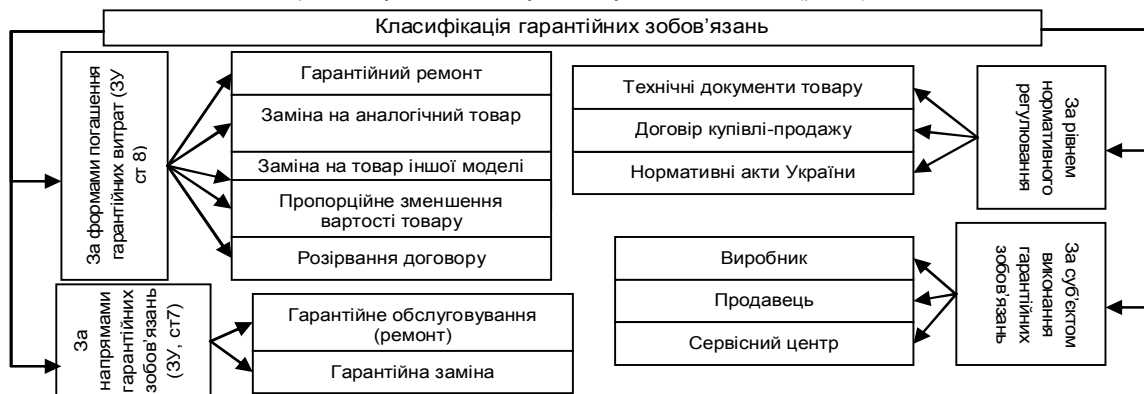 Класифікація гарантійних зобов’язань
За формами погашення
гарантійних витрат (ЗУ
ст 8)
Гарантійний ремонт
Заміна на аналогічний товар
Заміна на товар іншої моделі
Пропорційне зменшення
вартості товару
Розірвання договору
За
напрямами
гарантійних
зобов’язань
(ЗУ, ст7)
Гарантійне обслуговування
(ремонт)
Гарантійна заміна
Технічні документи товару
Договір купівлі-продажу
Нормативні акти України
За рівнем
нормативного
регулювання
Виробник
Продавець
Сервісний центр
За суб’єктом
виконання
гарантійних
зобов’язань